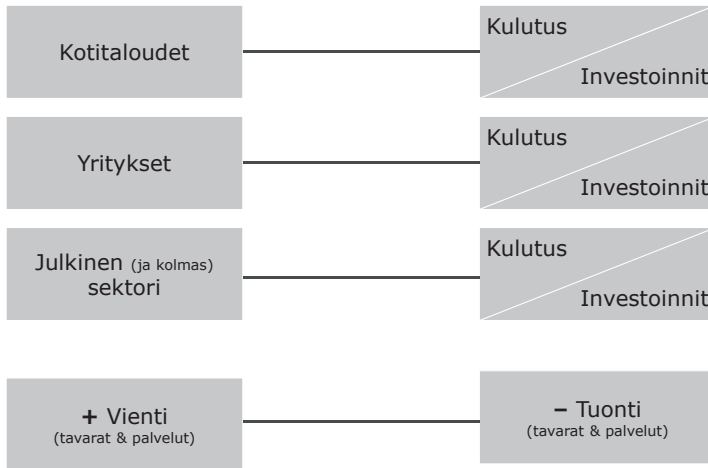 Kotitaloudet
Kulutus
Investoinnit
Yritykset
Kulutus
Investoinnit
Julkinen (ja kolmas)
sektori
Kulutus
Investoinnit
+ Vienti
(tavarat & palvelut)
– Tuonti
(tavarat & palvelut)